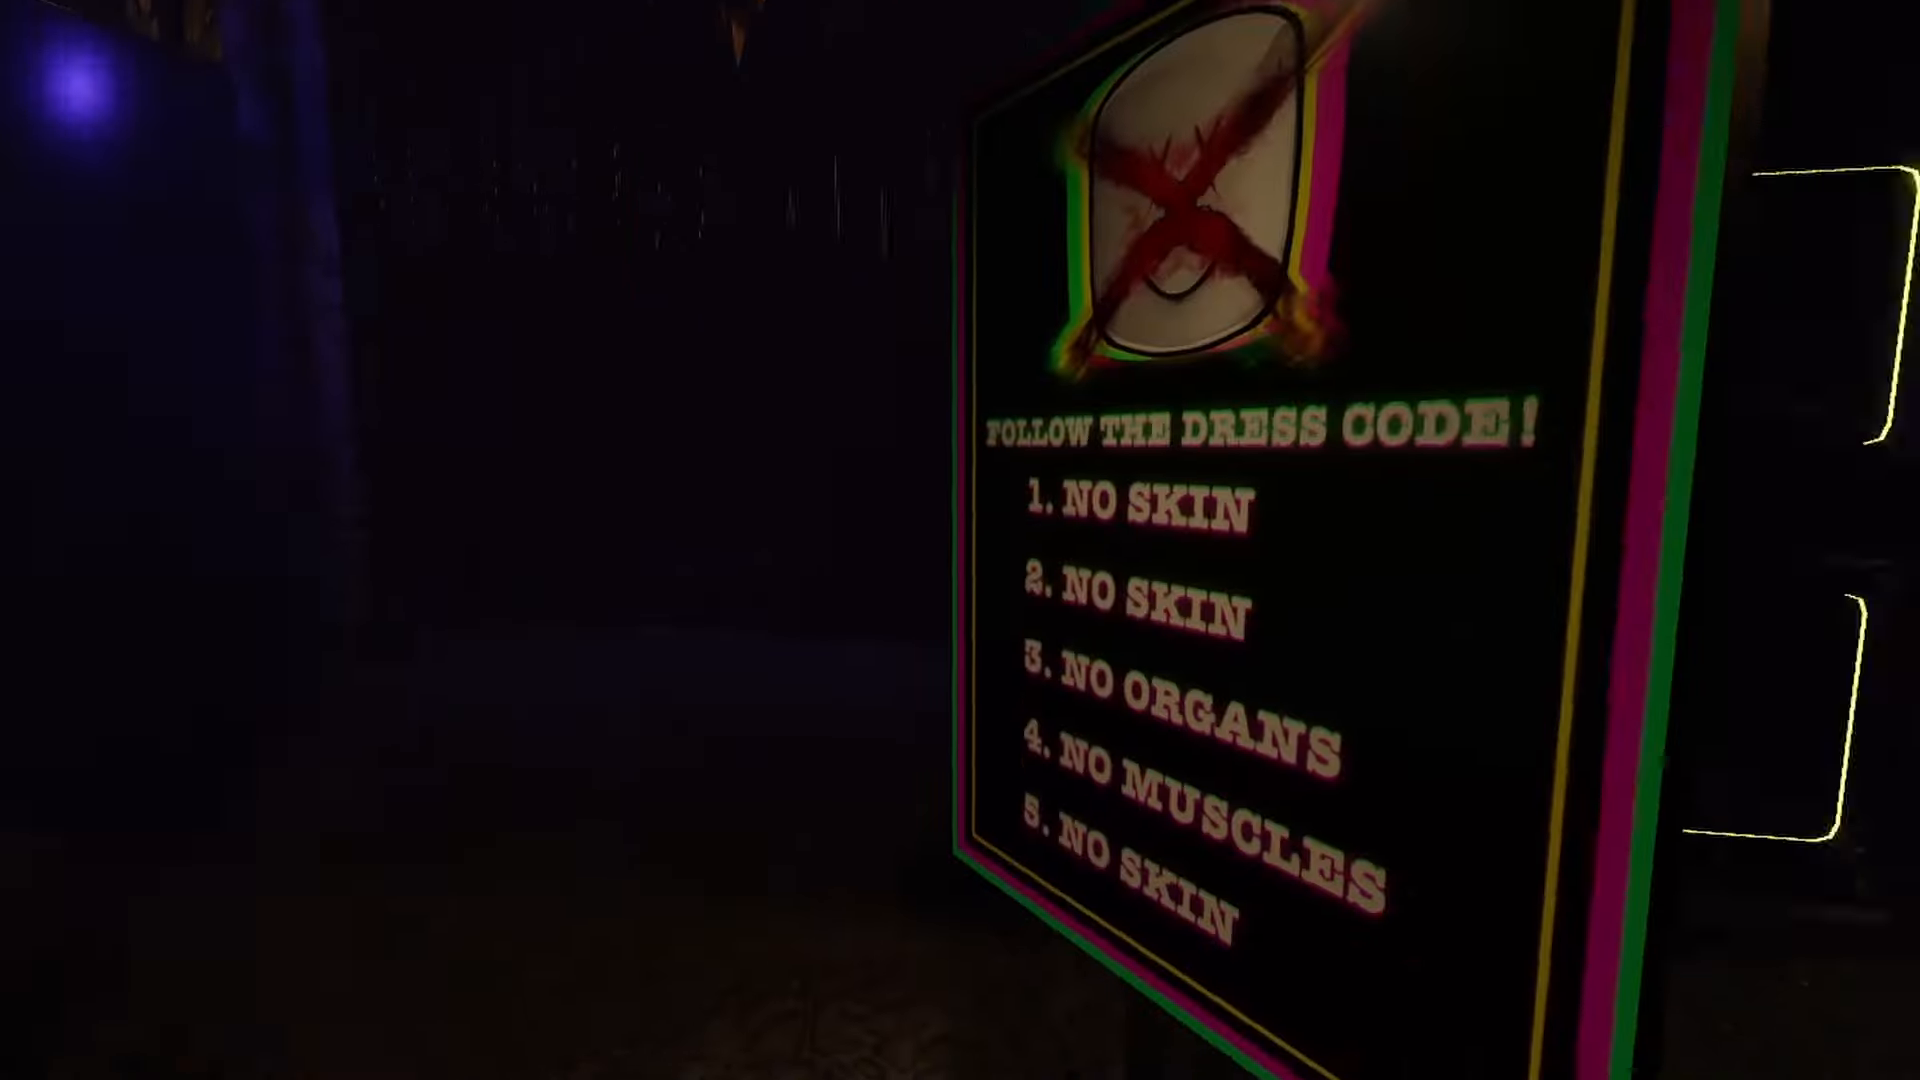 FOLLOW THE DRESS CODE!
1. NO SKIN
2. NO SKIN
3. NO ORGANS
4. NO MUSCLES
5. NO SKIN